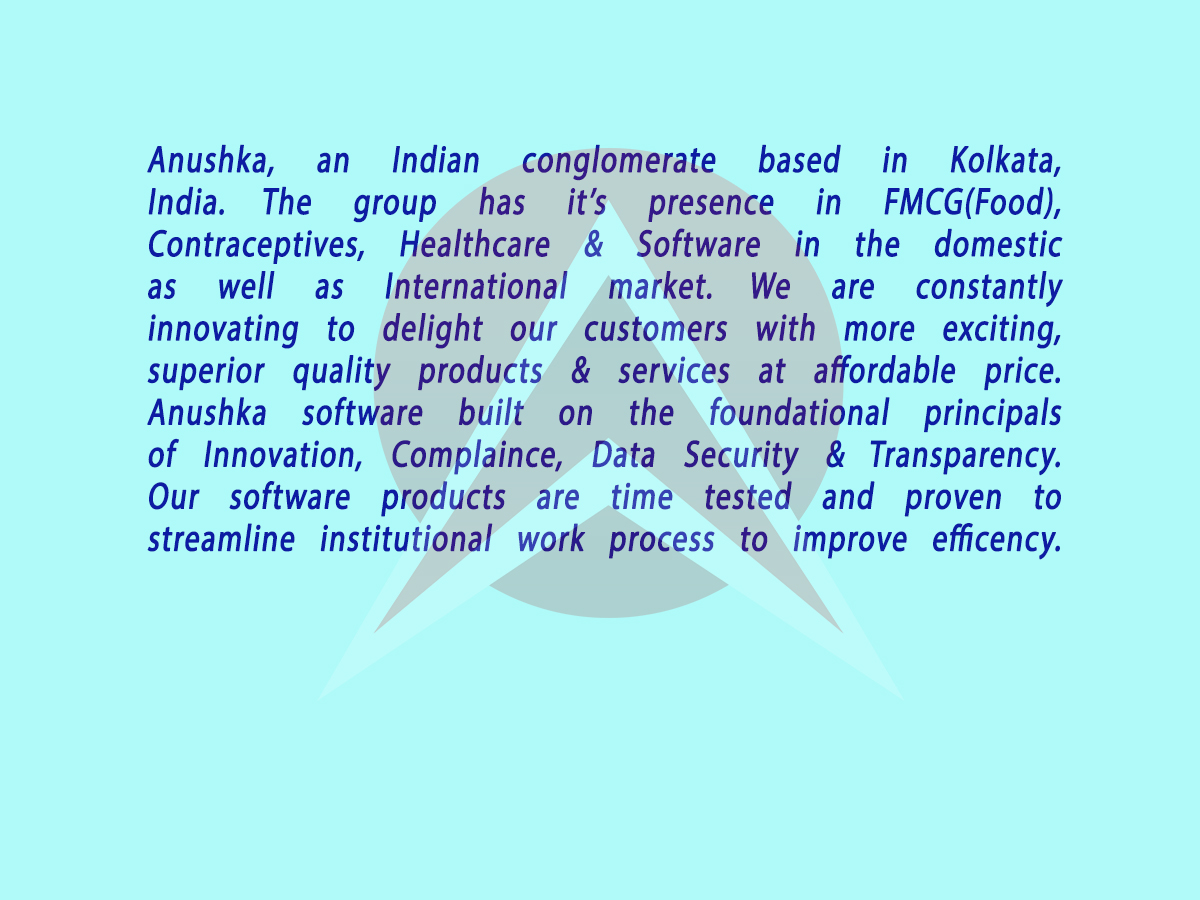 Anushka, an Indian conglomerate based in Kolkata,
India. The group has it’s presence in FMCG(Food),
Contraceptives, Healthcare & Software in the domestic
as well as International market. We are constantly
innovating to delight our customers with more exciting,
superior quality products & services at affordable price.
Anushka software built on the foundational principals
of Innovation, Complaince, Data Security & Transparency.
Our software products are time tested and proven to
streamline institutional work process to improve efficency.